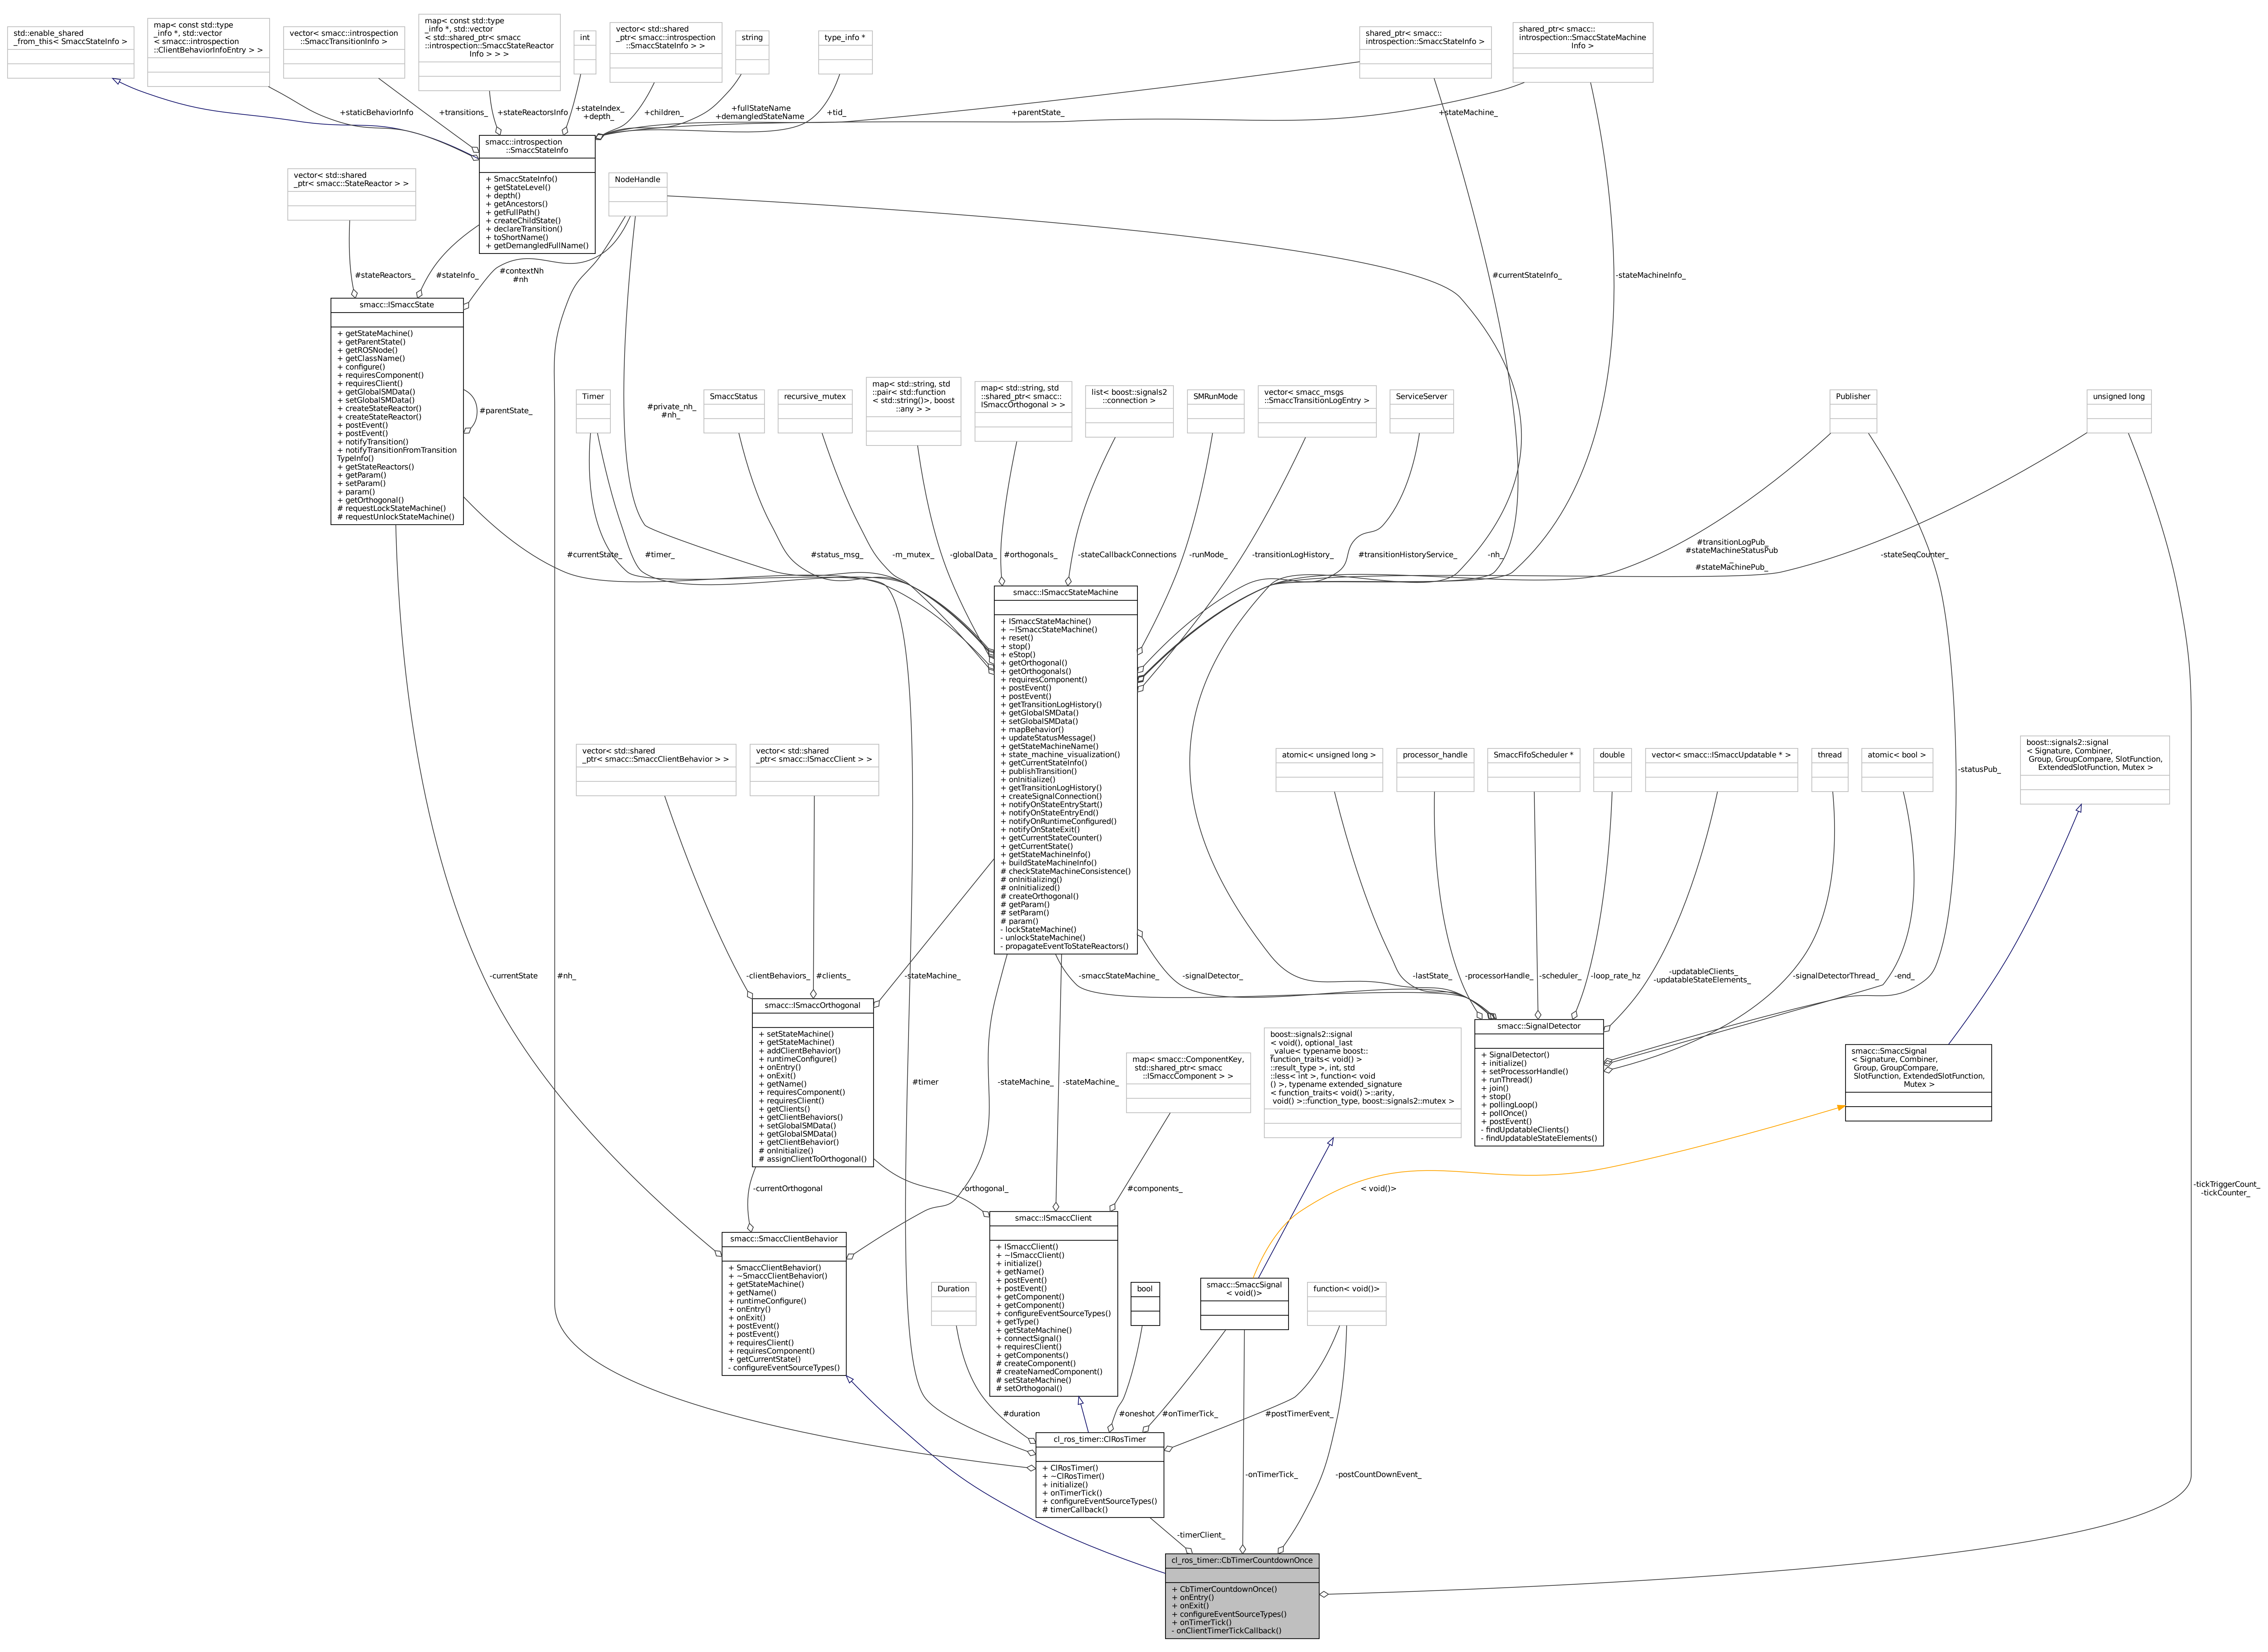 std::enable_shared
_from_this< SmaccStateInfo >
map< const std::type
_info *, std::vector
< smacc::introspection
::ClientBehaviorInfoEntry > >
vector< smacc::introspection
::SmaccTransitionInfo >
map< const std::type
_info *, std::vector
< std::shared_ptr< smacc
::introspection::SmaccStateReactor
Info > > >
int
vector< std::shared
_ptr< smacc::introspection
::SmaccStateInfo > >
string
type_info *
shared_ptr< smacc::
introspection::SmaccStateInfo >
shared_ptr< smacc::
introspection::SmaccStateMachine
Info >
+staticBehaviorInfo
+transitions_
+stateReactorsInfo
+stateIndex_
+depth_
+children_
+fullStateName
+demangledStateName
+tid_
+parentState_
+stateMachine_
smacc::introspection
::SmaccStateInfo
+ SmaccStateInfo()
+ getStateLevel()
+ depth()
+ getAncestors()
+ getFullPath()
+ createChildState()
+ declareTransition()
+ toShortName()
+ getDemangledFullName()
vector< std::shared
_ptr< smacc::StateReactor > >
NodeHandle
#stateReactors_
#stateInfo_
#contextNh
#nh
#currentStateInfo_
-stateMachineInfo_
smacc::ISmaccState
+ getStateMachine()
+ getParentState()
+ getROSNode()
+ getClassName()
+ configure()
+ requiresComponent()
+ requiresClient()
+ getGlobalSMData()
+ setGlobalSMData()
+ createStateReactor()
+ createStateReactor()
+ postEvent()
+ postEvent()
+ notifyTransition()
+ notifyTransitionFromTransition
TypeInfo()
+ getStateReactors()
+ getParam()
+ setParam()
+ param()
+ getOrthogonal()
# requestLockStateMachine()
# requestUnlockStateMachine()
#parentState_
Timer
#private_nh_
#nh_
SmaccStatus
recursive_mutex
map< std::string, std
::pair< std::function
< std::string()>, boost
::any > >
map< std::string, std
::shared_ptr< smacc::
ISmaccOrthogonal > >
list< boost::signals2
::connection >
SMRunMode
vector< smacc_msgs
::SmaccTransitionLogEntry >
ServiceServer
Publisher
unsigned long
#currentState_
#timer_
#status_msg_
-m_mutex_
-globalData_
#orthogonals_
-stateCallbackConnections
-runMode_
-transitionLogHistory_
#transitionHistoryService_
-nh_
#transitionLogPub_
#stateMachineStatusPub
_
#stateMachinePub_
-stateSeqCounter_
smacc::ISmaccStateMachine
+ ISmaccStateMachine()
+ ~ISmaccStateMachine()
+ reset()
+ stop()
+ eStop()
+ getOrthogonal()
+ getOrthogonals()
+ requiresComponent()
+ postEvent()
+ postEvent()
+ getTransitionLogHistory()
+ getGlobalSMData()
+ setGlobalSMData()
+ mapBehavior()
+ updateStatusMessage()
+ getStateMachineName()
+ state_machine_visualization()
+ getCurrentStateInfo()
+ publishTransition()
+ onInitialize()
+ getTransitionLogHistory()
+ createSignalConnection()
+ notifyOnStateEntryStart()
+ notifyOnStateEntryEnd()
+ notifyOnRuntimeConfigured()
+ notifyOnStateExit()
+ getCurrentStateCounter()
+ getCurrentState()
+ getStateMachineInfo()
+ buildStateMachineInfo()
# checkStateMachineConsistence()
# onInitializing()
# onInitialized()
# createOrthogonal()
# getParam()
# setParam()
# param()
- lockStateMachine()
- unlockStateMachine()
- propagateEventToStateReactors()
vector< std::shared
_ptr< smacc::SmaccClientBehavior > >
vector< std::shared
_ptr< smacc::ISmaccClient > >
atomic< unsigned long >
processor_handle
SmaccFifoScheduler *
double
vector< smacc::ISmaccUpdatable * >
thread
atomic< bool >
-statusPub_
boost::signals2::signal
< Signature, Combiner,
Group, GroupCompare, SlotFunction,
ExtendedSlotFunction, Mutex >
-currentState
#nh_
-clientBehaviors_
#clients_
-stateMachine_
-smaccStateMachine_
-signalDetector_
-lastState_
-processorHandle_
-scheduler_
-loop_rate_hz
-updatableClients_
-updatableStateElements_
-signalDetectorThread_
-end_
smacc::ISmaccOrthogonal
+ setStateMachine()
+ getStateMachine()
+ addClientBehavior()
+ runtimeConfigure()
+ onEntry()
+ onExit()
+ getName()
+ requiresComponent()
+ requiresClient()
+ getClients()
+ getClientBehaviors()
+ setGlobalSMData()
+ getGlobalSMData()
+ getClientBehavior()
# onInitialize()
# assignClientToOrthogonal()
#timer
-stateMachine_
-stateMachine_
map< smacc::ComponentKey,
std::shared_ptr< smacc
::ISmaccComponent > >
boost::signals2::signal
< void(), optional_last
_value< typename boost::
function_traits< void() >
::result_type >, int, std
::less< int >, function< void
() >, typename extended_signature
< function_traits< void() >::arity,
void() >::function_type, boost::signals2::mutex >
smacc::SignalDetector
+ SignalDetector()
+ initialize()
+ setProcessorHandle()
+ runThread()
+ join()
+ stop()
+ pollingLoop()
+ pollOnce()
+ postEvent()
- findUpdatableClients()
- findUpdatableStateElements()
smacc::SmaccSignal
< Signature, Combiner,
Group, GroupCompare,
SlotFunction, ExtendedSlotFunction,
Mutex >
-currentOrthogonal
-orthogonal_
#components_
< void()>
-tickTriggerCount_
-tickCounter_
smacc::SmaccClientBehavior
+ SmaccClientBehavior()
+ ~SmaccClientBehavior()
+ getStateMachine()
+ getName()
+ runtimeConfigure()
+ onEntry()
+ onExit()
+ postEvent()
+ postEvent()
+ requiresClient()
+ requiresComponent()
+ getCurrentState()
- configureEventSourceTypes()
smacc::ISmaccClient
+ ISmaccClient()
+ ~ISmaccClient()
+ initialize()
+ getName()
+ postEvent()
+ postEvent()
+ getComponent()
+ getComponent()
+ configureEventSourceTypes()
+ getType()
+ getStateMachine()
+ connectSignal()
+ requiresClient()
+ getComponents()
# createComponent()
# createNamedComponent()
# setStateMachine()
# setOrthogonal()
Duration
bool
smacc::SmaccSignal
< void()>
function< void()>
#duration
#oneshot
#onTimerTick_
#postTimerEvent_
cl_ros_timer::ClRosTimer
+ ClRosTimer()
+ ~ClRosTimer()
+ initialize()
+ onTimerTick()
+ configureEventSourceTypes()
# timerCallback()
-onTimerTick_
-postCountDownEvent_
-timerClient_
cl_ros_timer::CbTimerCountdownOnce
+ CbTimerCountdownOnce()
+ onEntry()
+ onExit()
+ configureEventSourceTypes()
+ onTimerTick()
- onClientTimerTickCallback()